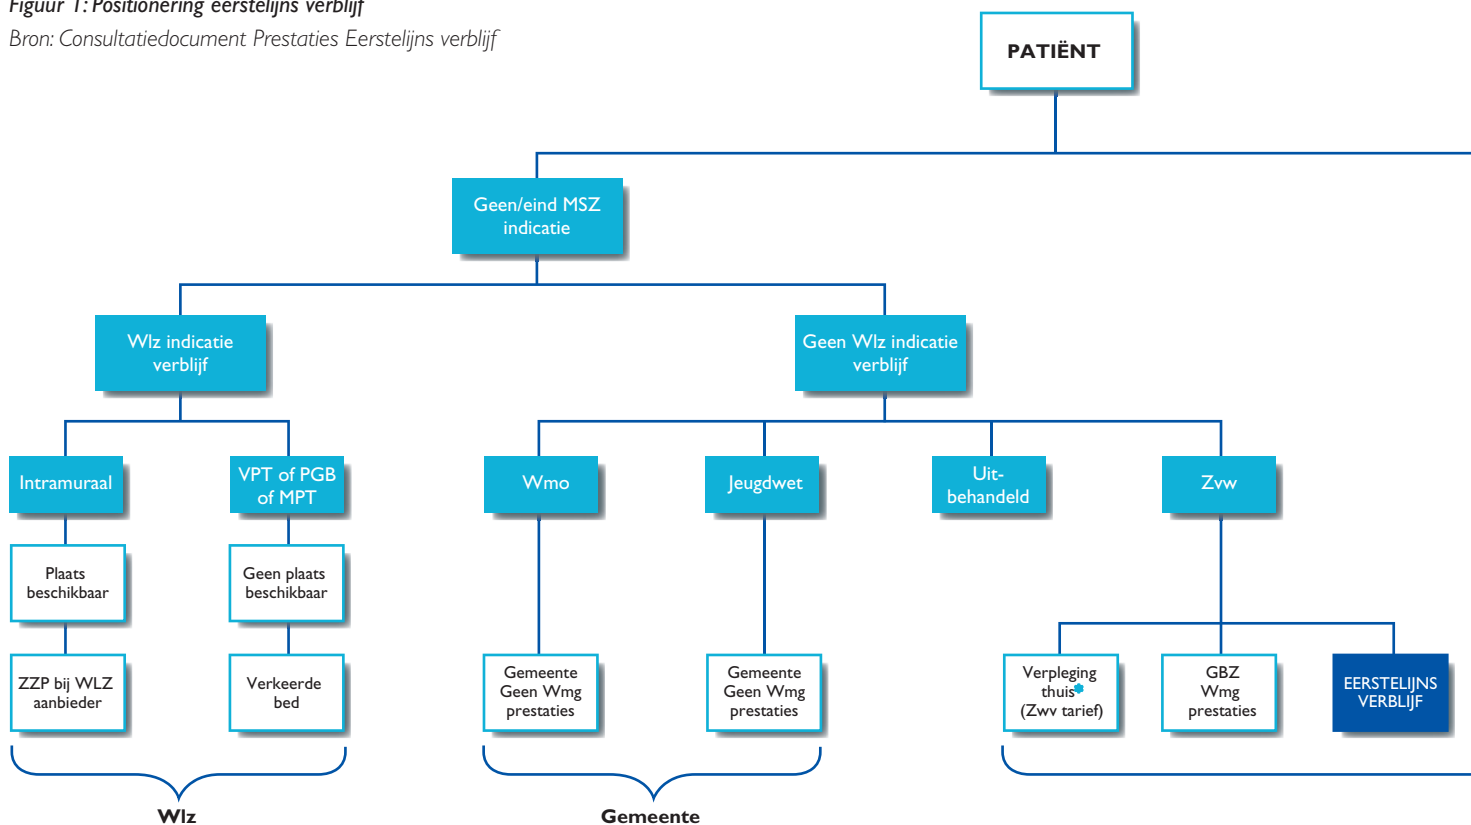 Figuur 1: Positionering eerstelijns verblijf
Bron: Consultatiedocument Prestaties Eerstelijns verblijf
PATIËNT
Geen/eind MSZ
indicatie
Wlz indicatie
verblijf
Geen Wlz indicatie
verblijf
Intramuraal
VPT of PGB
of MPT
Wmo
Jeugdwet
Uit-
behandeld
Zvw
Plaats
beschikbaar
Geen plaats
beschikbaar
ZZP bij WLZ
aanbieder
Verkeerde
bed
Gemeente
Geen Wmg
prestaties
Gemeente
Geen Wmg
prestaties
Verpleging
thuis*
(Zwv tarief)
GBZ
Wmg
prestaties
EERSTELIJNS
VERBLIJF
Wlz
Gemeente